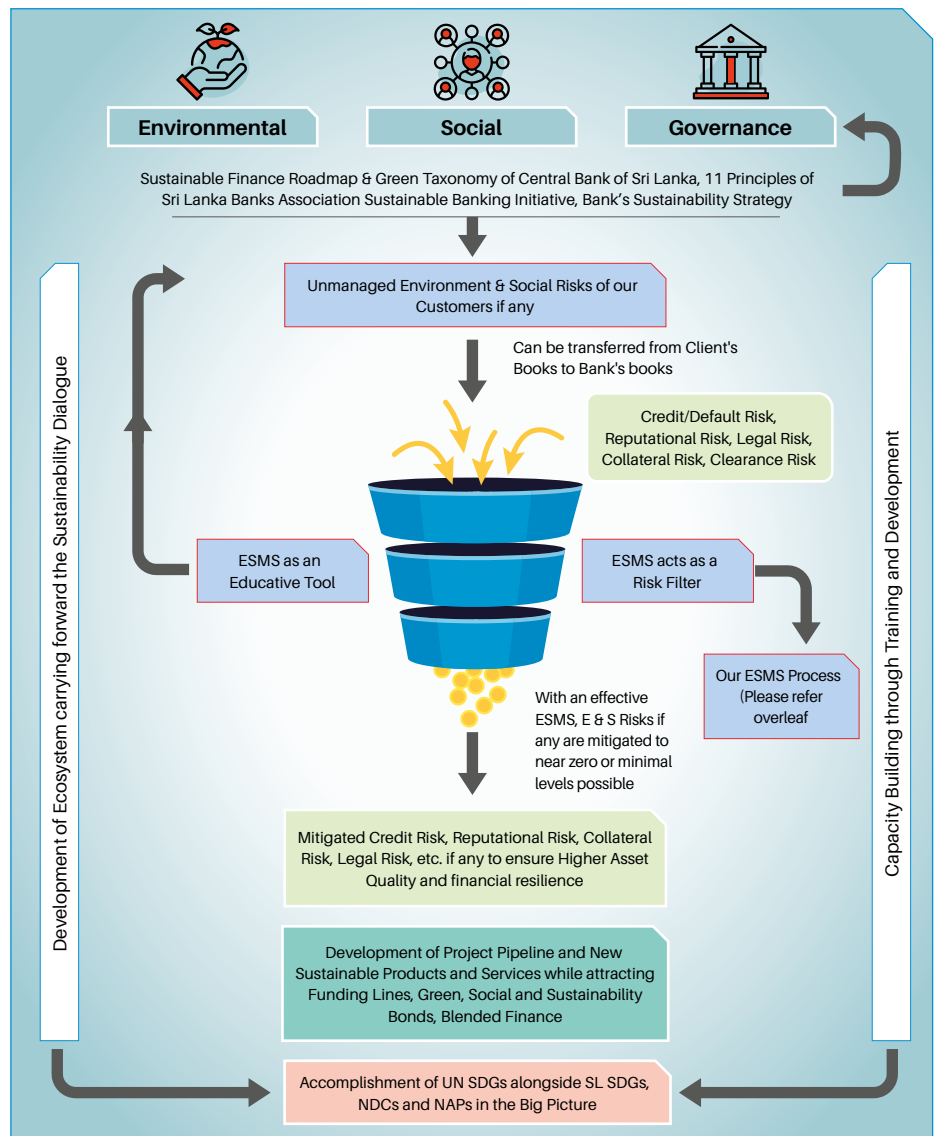 Environmental
Social
Governance
Sustainable Finance Roadmap & Green Taxonomy of Central Bank of Sri Lanka, 11 Principles of
Sri Lanka Banks Association Sustainable Banking Initiative, Bank’s Sustainability Strategy
Development of Ecosystem carrying forward the Sustainability Dialogue
Unmanaged Environment & Social Risks of our
Customers if any
Can be transferred from Client's
Books to Bank's books
Credit/Default Risk,
Reputational Risk, Legal Risk,
Collateral Risk, Clearance Risk
ESMS as an
Educative Tool
ESMS acts as a
Risk Filter
Our ESMS Process
(Please refer
overleaf
With an effective
ESMS, E & S Risks if
any are mitigated to
near zero or minimal
levels possible
Mitigated Credit Risk, Reputational Risk, Collateral
Risk, Legal Risk, etc. if any to ensure Higher Asset
Quality and financial resilience
Development of Project Pipeline and New
Sustainable Products and Services while attracting
Funding Lines, Green, Social and Sustainability
Bonds, Blended Finance
Capacity Building through Training and Development
Accomplishment of UN SDGs alongside SL SDGs,
NDCs and NAPs in the Big Picture